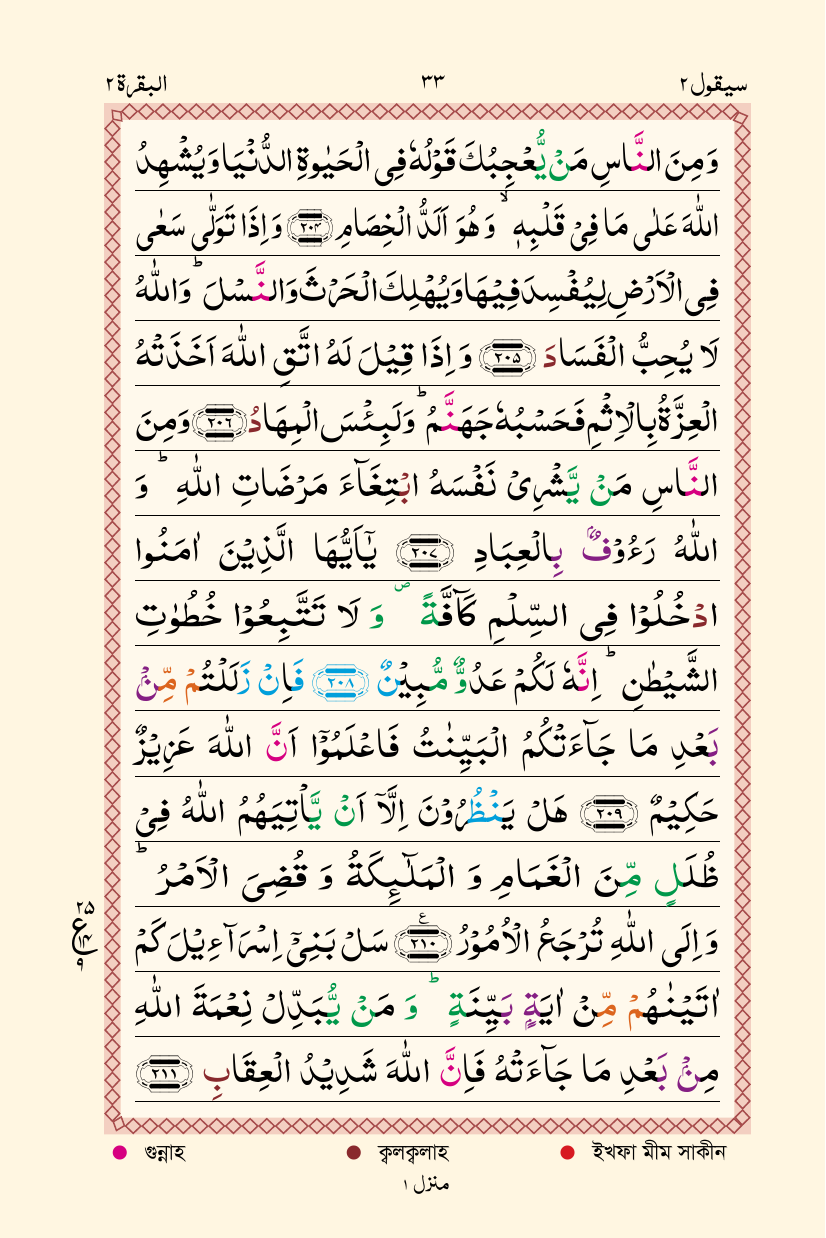 سيقول ٢ ٣٣ البقرة ٢
وَمِنَ النَّاسِ مَنْ يُّعْجِبُكَ قَوْلُهٗ فِى الْحَيٰوةِ الدُّنْيَا وَيُشْهِدُ
اللّٰهَ عَلٰى مَا فِىْ قَلْبِهٖ ۙ وَهُوَ اَلَدُّ الْخِصَامِ ﴿٢٠٤﴾ وَاِذَا تَوَلّٰى سَعٰى
فِى الْاَرْضِ لِيُفْسِدَ فِيْهَا وَيُهْلِكَ الْحَرْثَ وَالنَّسْلَ ؕ وَاللّٰهُ
لَا يُحِبُّ الْفَسَادَ ﴿٢٠٥﴾ وَاِذَا قِيْلَ لَهُ اتَّقِ اللّٰهَ اَخَذَتْهُ
الْعِزَّةُ بِالْاِثْمِ فَحَسْبُهٗ جَهَنَّمُ ؕ وَلَبِئْسَ الْمِهَادُ ﴿٢٠٦﴾ وَمِنَ
النَّاسِ مَنْ يَّشْرِىْ نَفْسَهُ ابْتِغَآءَ مَرْضَاتِ اللّٰهِ ؕ وَ
اللّٰهُ رَءُوْفٌۢ بِالْعِبَادِ ﴿٢٠٧﴾ يٰٓاَيُّهَا الَّذِيْنَ اٰمَنُوا
ادْخُلُوْا فِى السِّلْمِ كَآفَّةً ۪ وَ لَا تَتَّبِعُوْا خُطُوٰتِ
الشَّيْطٰنِ ؕ اِنَّهٗ لَكُمْ عَدُوٌّ مُّبِيْنٌ ﴿٢٠٨﴾ فَاِنْ زَلَلْتُمْ مِّنْۢ
بَعْدِ مَا جَآءَتْكُمُ الْبَيِّنٰتُ فَاعْلَمُوْٓا اَنَّ اللّٰهَ عَزِيْزٌ
حَكِيْمٌ ﴿٢٠٩﴾ هَلْ يَنْظُرُوْنَ اِلَّآ اَنْ يَّاْتِيَهُمُ اللّٰهُ فِىْ
ظُلَلٍ مِّنَ الْغَمَامِ وَ الْمَلٰٓئِكَةُ وَ قُضِىَ الْاَمْرُ ؕ
وَاِلَى اللّٰهِ تُرْجَعُ الْاُمُوْرُ ﴿٢١٠﴾ ع سَلْ بَنِىْٓ اِسْرَآءِيْلَ كَمْ
٢٥
ع
١٤
٩
اٰتَيْنٰهُمْ مِّنْ اٰيَةٍۭ بَيِّنَةٍ ؕ وَ مَنْ يُّبَدِّلْ نِعْمَةَ اللّٰهِ
مِنْۢ بَعْدِ مَا جَآءَتْهُ فَاِنَّ اللّٰهَ شَدِيْدُ الْعِقَابِ ﴿٢١١﴾
গুন্নাহ ক্বলক্বলাহ ইখফা মীম সাকীন
منزل ١